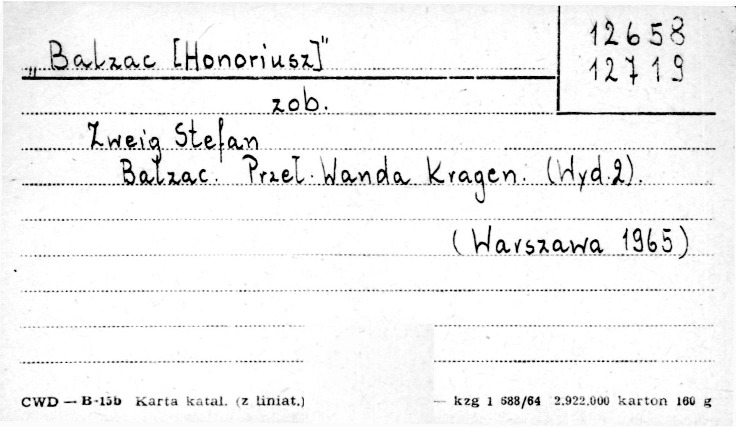 „Balzac [Honoriusz]"
12658
12719
zob.
Zweig Stefan
Balzac. Przeł. Wanda Kragen. (Wyd. 2).
(Warszawa 1965)
CWD — B-15b Karta katal. (z liniat.) — kzg 1 688/64 2.922.000 karton 160 g